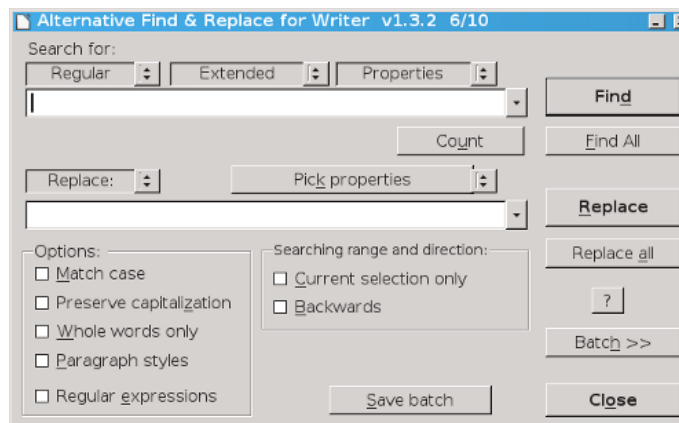 Alternative Find & Replace for Writer v1.3.2 6/10
Search for:
Regular Extended Properties
Find
Count Find All
Replace: Pick properties
Replace
Options: Searching range and direction: Replace all
Match case Current selection only
Preserve capitalization Backwards ?
Whole words only
Batch >>
Paragraph styles
Regular expressions Save batch Close